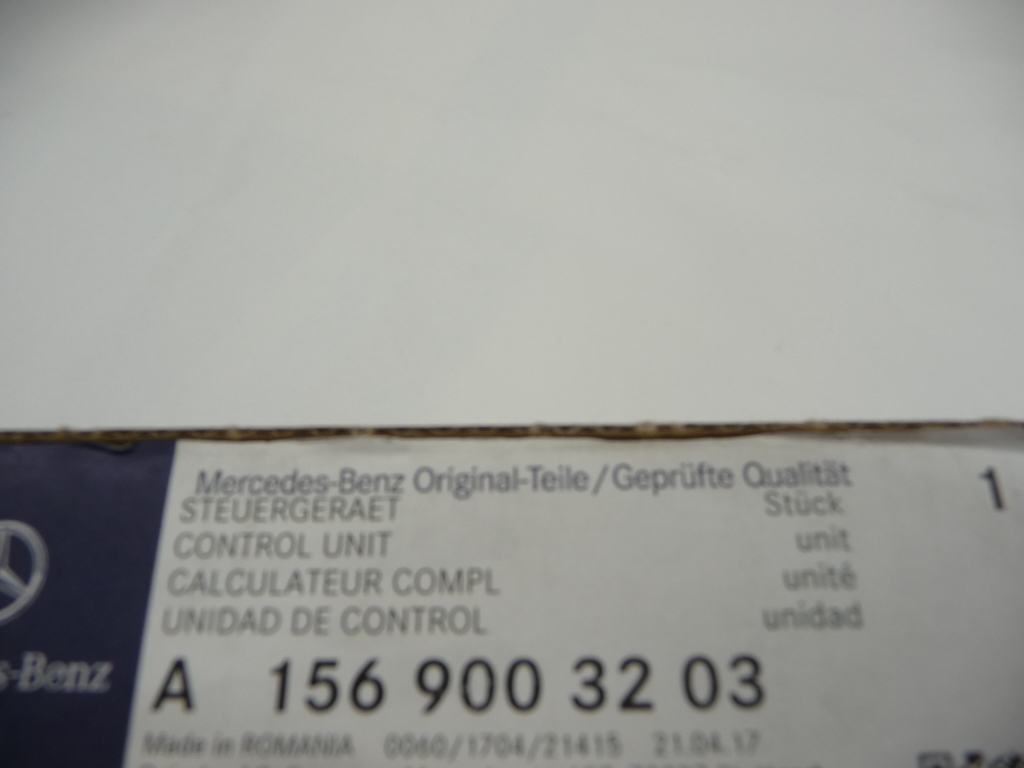 Mercedes-Benz Original-Teile/Geprüfte Qualität 1
STEUERGERAET Stück
CONTROL UNIT unit
CALCULATEUR COMPL unité
UNIDAD DE CONTROL unidad
s-Benz
A 156 900 32 03
Made in ROMANIA 0060/1704/21415 21.04.17